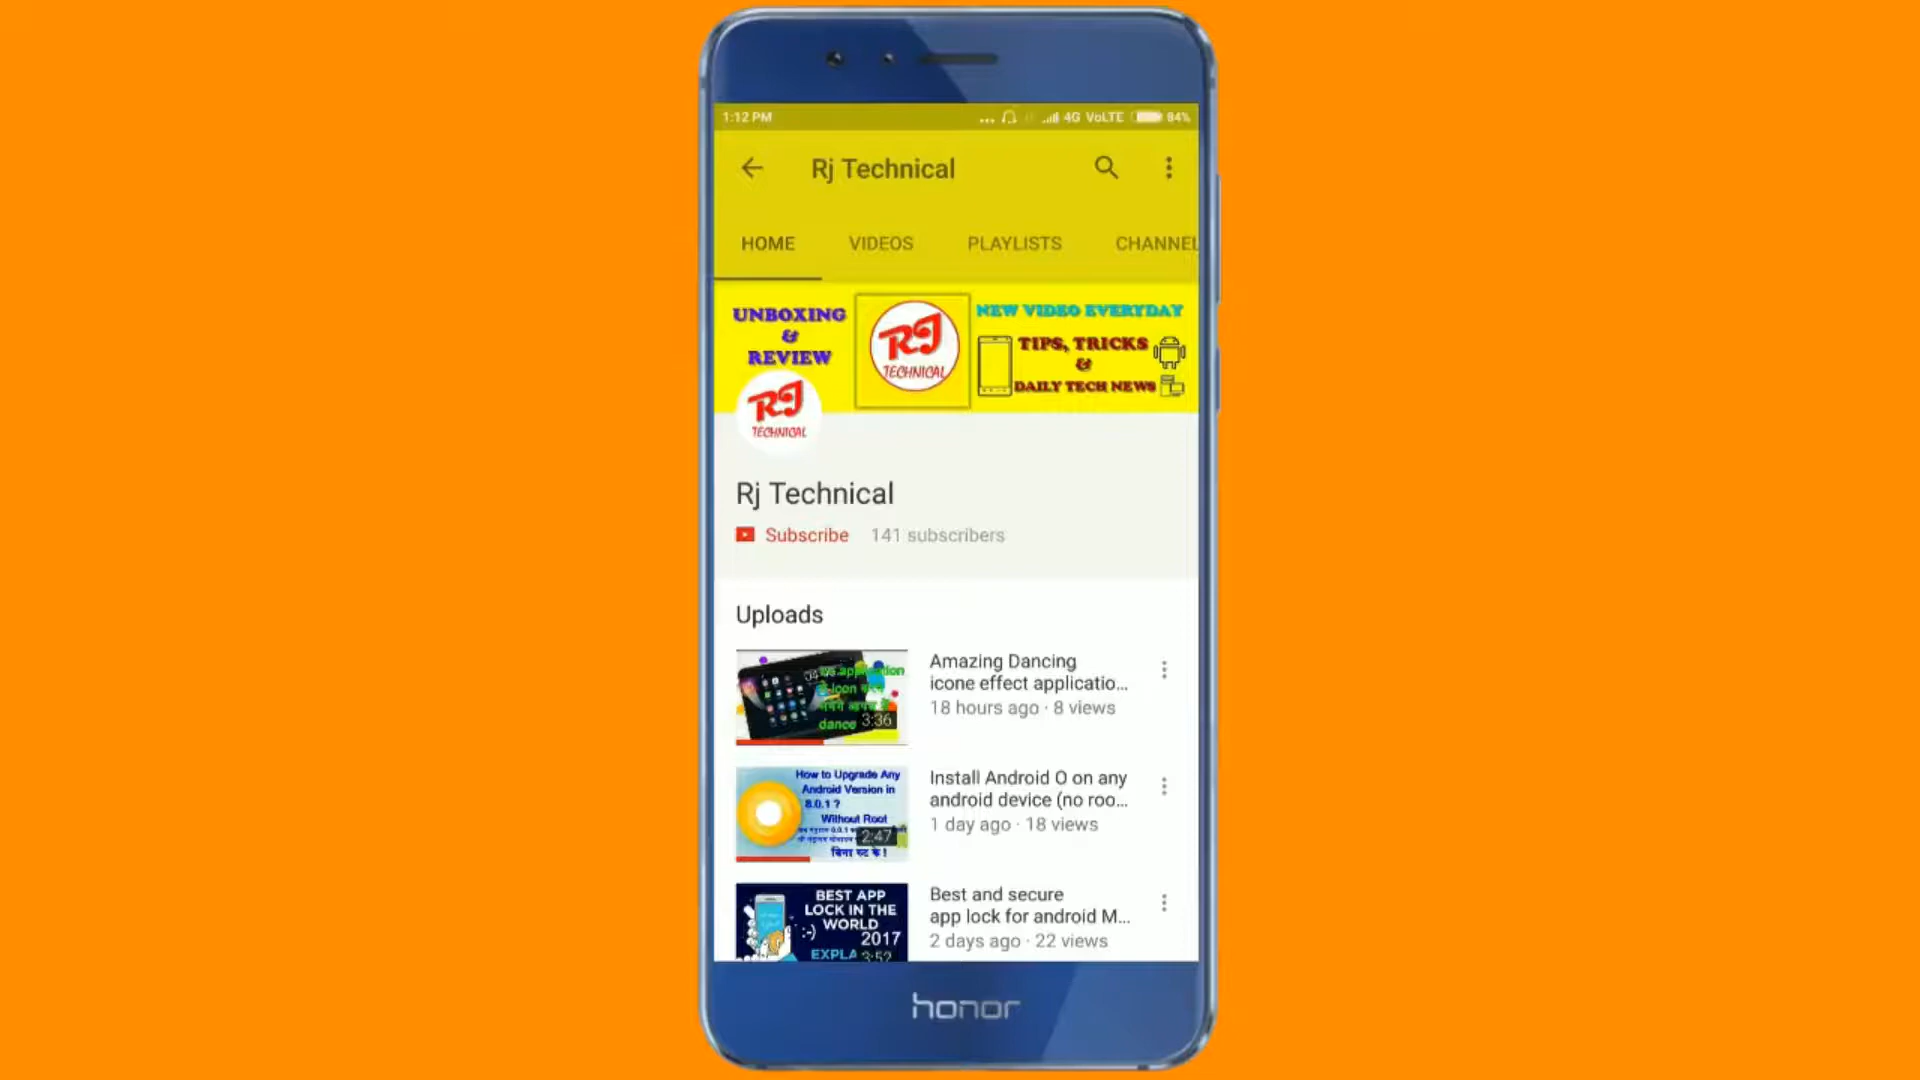 1:12 PM
... 4G VoLTE 84%
Rj Technical
HOME VIDEOS PLAYLISTS CHANNEL
UNBOXING
&
REVIEW
RJ
TECHNICAL
NEW VIDEO EVERYDAY
TIPS, TRICKS
&
DAILY TECH NEWS
RJ
TECHNICAL
Rj Technical
Subscribe 141 subscribers
Uploads
application
icon
dance 3:36
Amazing Dancing
icone effect applicatio...
18 hours ago · 8 views
How to Upgrade Any
Android Version in
8.0.1 ?
Without Root
2:47
बिना रूट के !
Install Android O on any
android device (no roo...
1 day ago · 18 views
BEST APP
LOCK IN THE
WORLD
:-) 2017
EXPLA 3:52
Best and secure
app lock for android M...
2 days ago · 22 views
honor